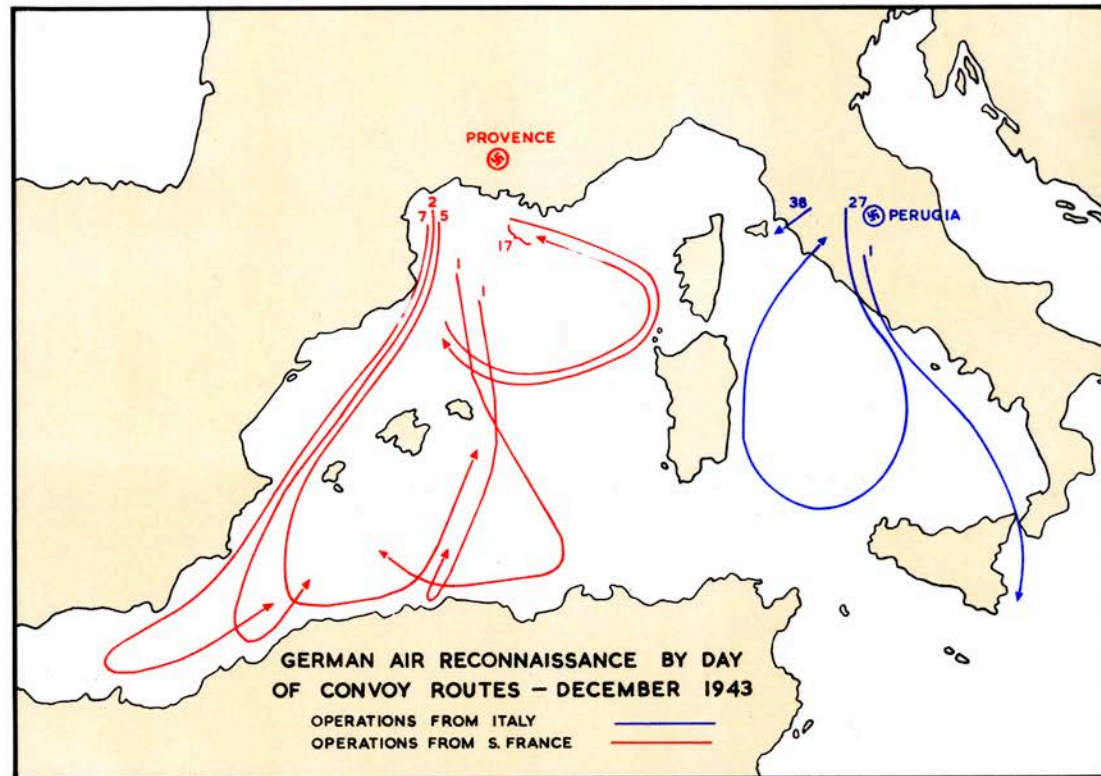 PROVENCE
2
7 5
17
1
1
38
27
PERUGIA
1
GERMAN AIR RECONNAISSANCE BY DAY
OF CONVOY ROUTES — DECEMBER 1943
OPERATIONS FROM ITALY
OPERATIONS FROM S. FRANCE